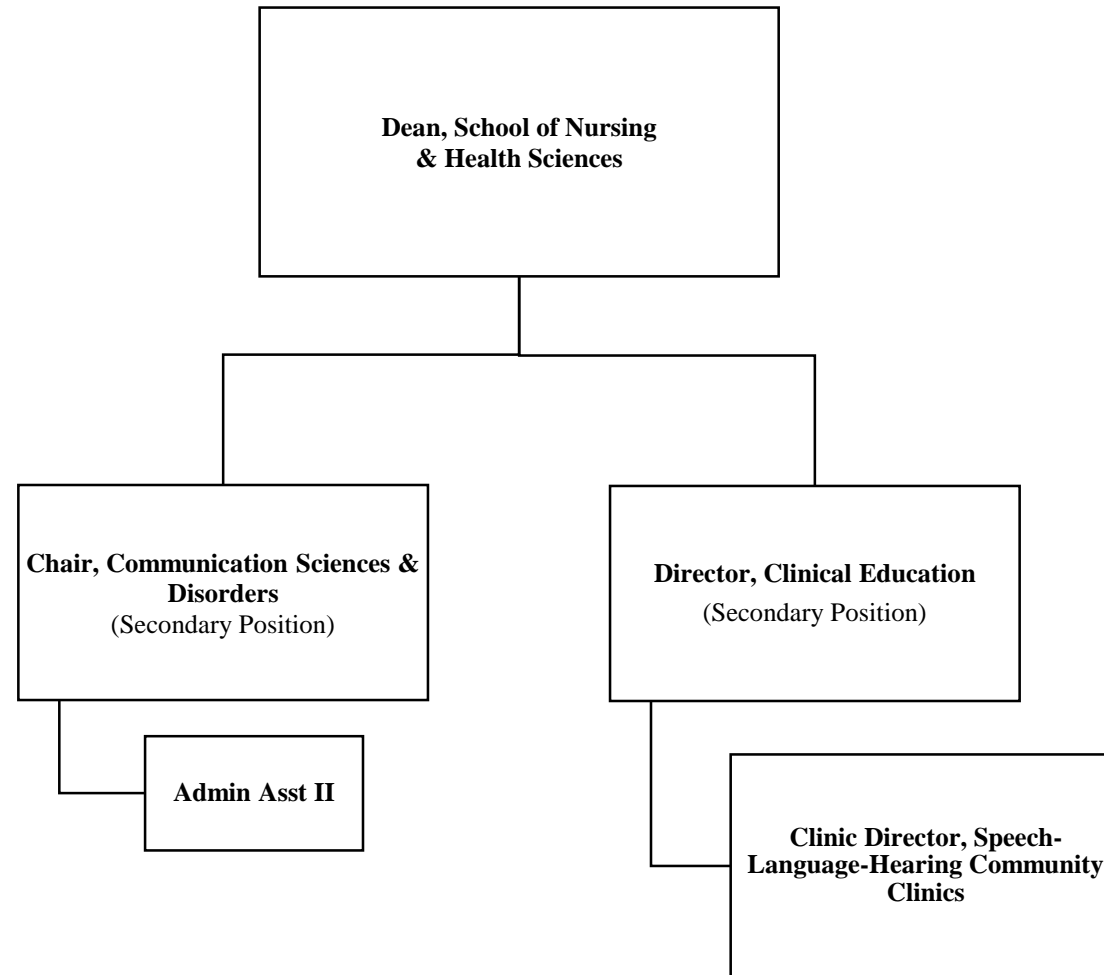 Dean, School of Nursing
& Health Sciences
Chair, Communication Sciences &
Disorders
(Secondary Position)
Director, Clinical Education
(Secondary Position)
Admin Asst II
Clinic Director, Speech-
Language-Hearing Community
Clinics